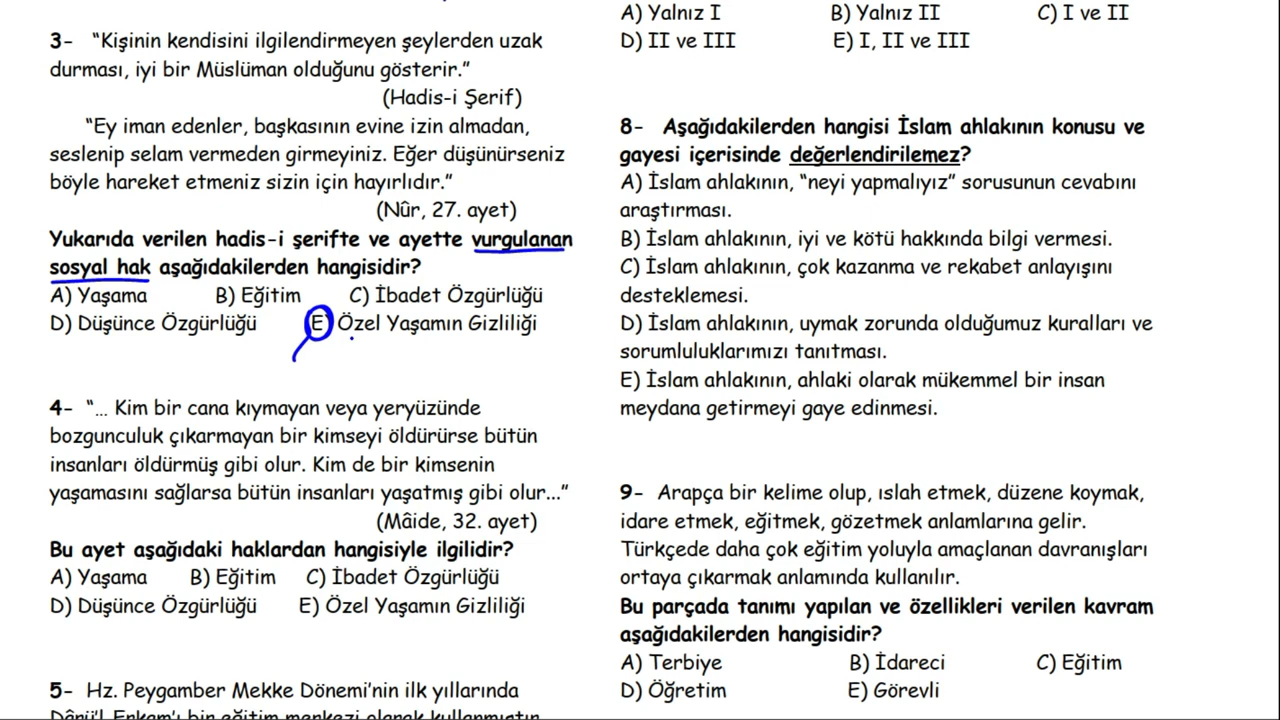 3- “Kişinin kendisini ilgilendirmeyen şeylerden uzak
durması, iyi bir Müslüman olduğunu gösterir.”
(Hadis-i Şerif)
“Ey iman edenler, başkasının evine izin almadan,
seslenip selam vermeden girmeyiniz. Eğer düşünürseniz
böyle hareket etmeniz sizin için hayırlıdır.”
(Nûr, 27. ayet)
Yukarıda verilen hadis-i şerifte ve ayette vurgulanan
sosyal hak aşağıdakilerden hangisidir?
A) Yaşama B) Eğitim C) İbadet Özgürlüğü
D) Düşünce Özgürlüğü E) Özel Yaşamın Gizliliği
4- “… Kim bir cana kıymayan veya yeryüzünde
bozgunculuk çıkarmayan bir kimseyi öldürürse bütün
insanları öldürmüş gibi olur. Kim de bir kimsenin
yaşamasını sağlarsa bütün insanları yaşatmış gibi olur...”
(Mâide, 32. ayet)
Bu ayet aşağıdaki haklardan hangisiyle ilgilidir?
A) Yaşama B) Eğitim C) İbadet Özgürlüğü
D) Düşünce Özgürlüğü E) Özel Yaşamın Gizliliği
5- Hz. Peygamber Mekke Dönemi’nin ilk yıllarında
Dârü’l Erkam’ı bir eğitim merkezi olarak kullanmıştır.
A) Yalnız I B) Yalnız II C) I ve II
D) II ve III E) I, II ve III
8- Aşağıdakilerden hangisi İslam ahlakının konusu ve
gayesi içerisinde değerlendirilemez?
A) İslam ahlakının, “neyi yapmalıyız” sorusunun cevabını
araştırması.
B) İslam ahlakının, iyi ve kötü hakkında bilgi vermesi.
C) İslam ahlakının, çok kazanma ve rekabet anlayışını
desteklemesi.
D) İslam ahlakının, uymak zorunda olduğumuz kuralları ve
sorumluluklarımızı tanıtması.
E) İslam ahlakının, ahlaki olarak mükemmel bir insan
meydana getirmeyi gaye edinmesi.
9- Arapça bir kelime olup, ıslah etmek, düzene koymak,
idare etmek, eğitmek, gözetmek anlamlarına gelir.
Türkçede daha çok eğitim yoluyla amaçlanan davranışları
ortaya çıkarmak anlamında kullanılır.
Bu parçada tanımı yapılan ve özellikleri verilen kavram
aşağıdakilerden hangisidir?
A) Terbiye B) İdareci C) Eğitim
D) Öğretim E) Görevli